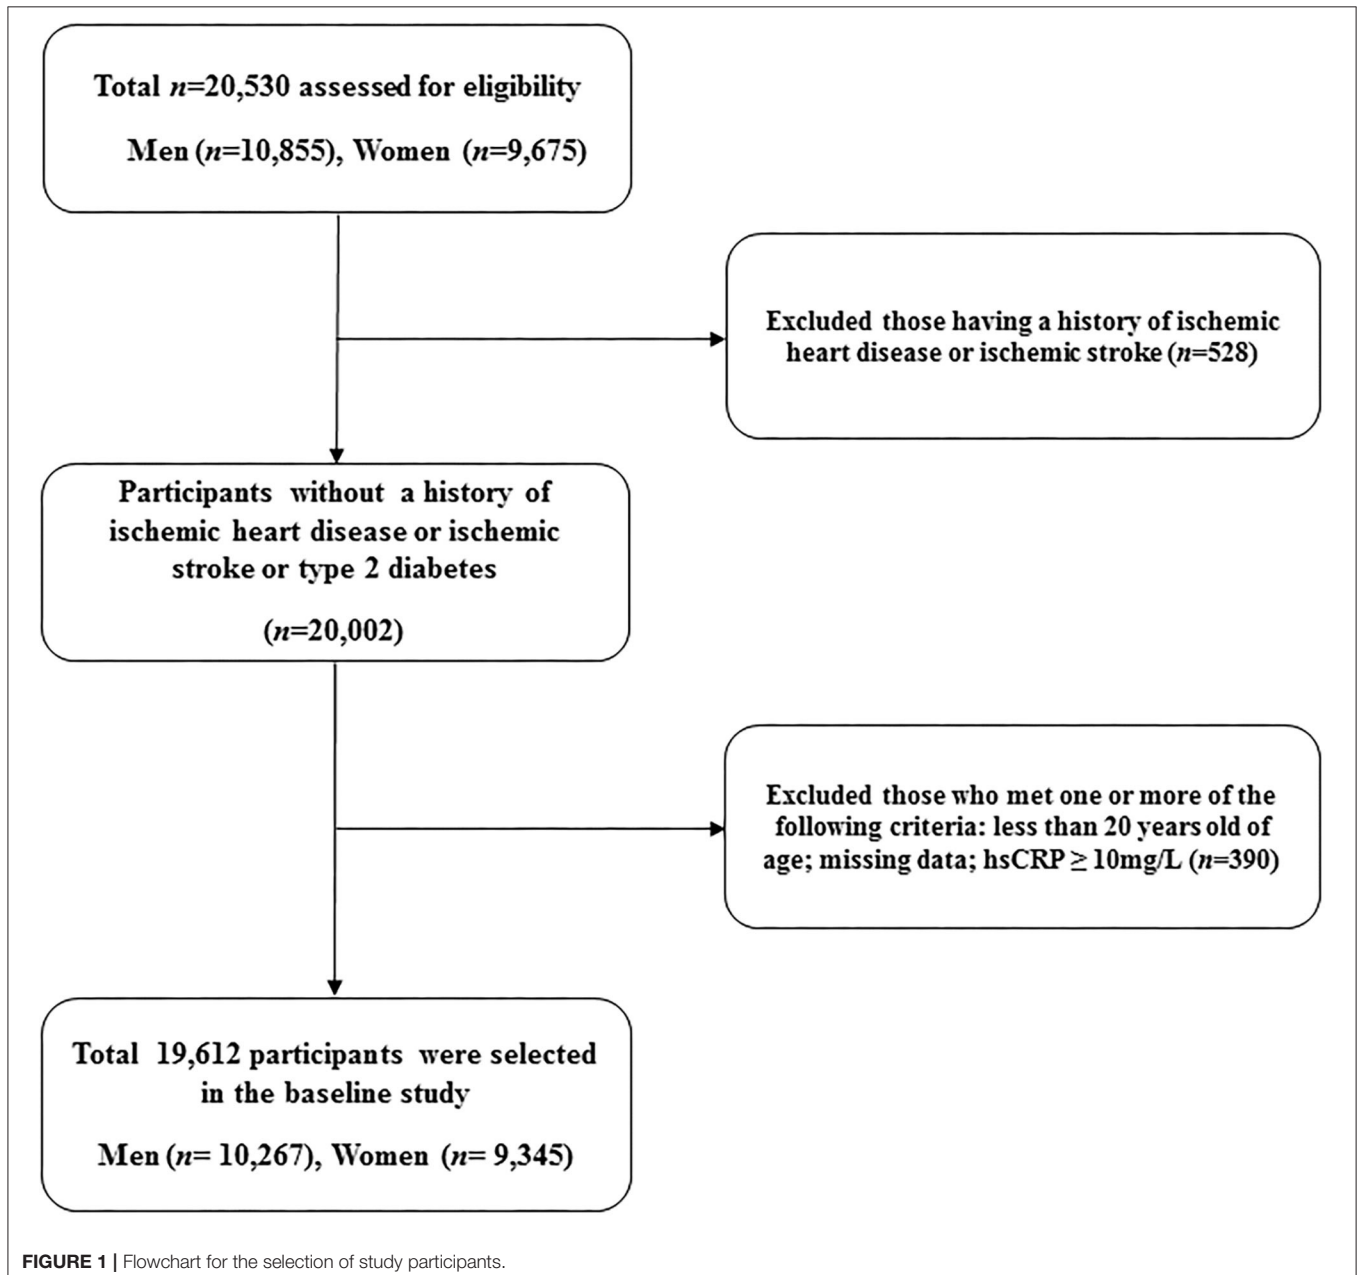 Total n=20,530 assessed for eligibility
Men (n=10,855), Women (n=9,675)
Excluded those having a history of ischemic
heart disease or ischemic stroke (n=528)
Participants without a history of
ischemic heart disease or ischemic
stroke or type 2 diabetes
(n=20,002)
Excluded those who met one or more of the
following criteria: less than 20 years old of
age; missing data; hsCRP ≧ 10mg/L (n=390)
Total 19,612 participants were selected
in the baseline study
Men (n= 10,267), Women (n= 9,345)
FIGURE 1 | Flowchart for the selection of study participants.